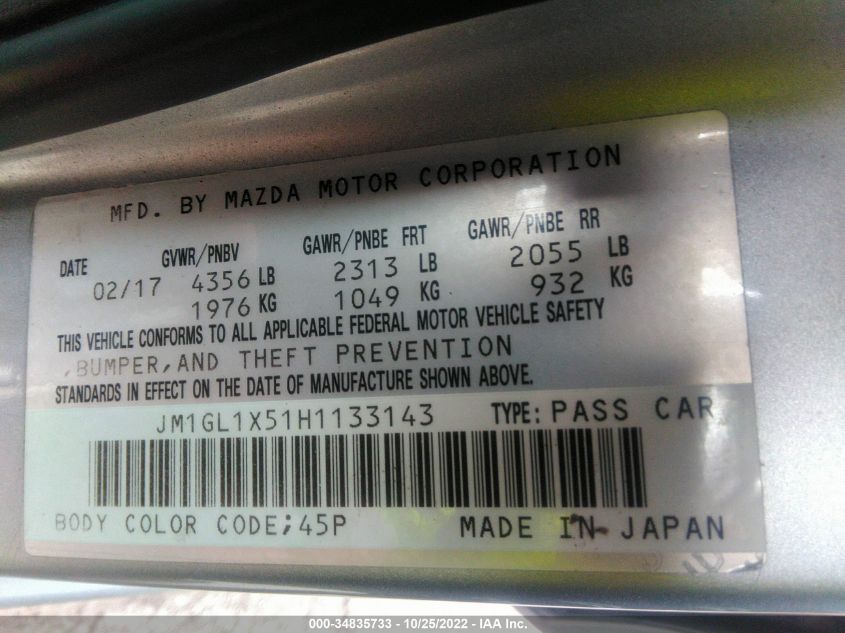 MFD. BY MAZDA MOTOR CORPORATION
DATE GVWR/PNBV GAWR/PNBE FRT GAWR/PNBE RR
02/17 4356 LB 2313 LB 2055 LB
1976 KG 1049 KG 932 KG
THIS VEHICLE CONFORMS TO ALL APPLICABLE FEDERAL MOTOR VEHICLE SAFETY
,BUMPER,AND THEFT PREVENTION
STANDARDS IN EFFECT ON THE DATE OF MANUFACTURE SHOWN ABOVE.
JM1GL1X51H1133143 TYPE: PASS CAR
BODY COLOR CODE;45P MADE IN JAPAN
000-34835733 - 10/25/2022 - IAA Inc.